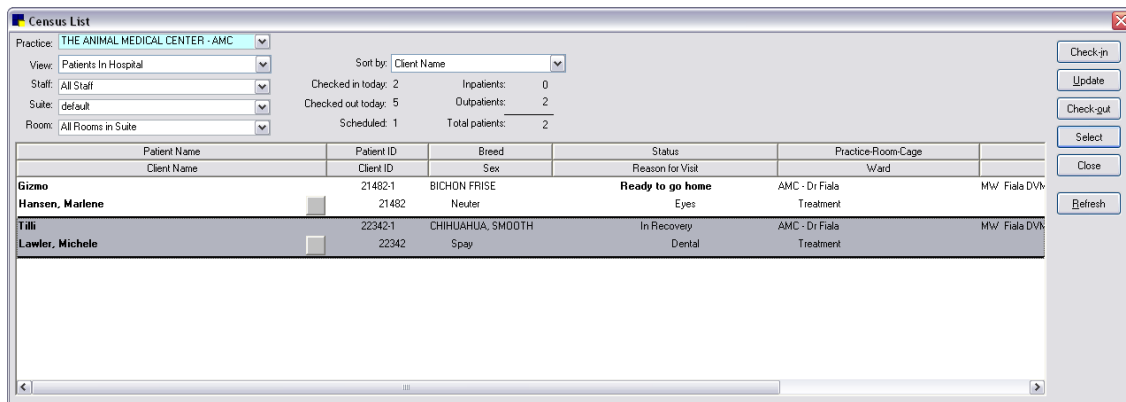 Census List
Practice: THE ANIMAL MEDICAL CENTER - AMC
View: Patients In Hospital Sort by: Client Name
Staff: All Staff Checked in today: 2 Inpatients: 0
Suite: default Checked out today: 5 Outpatients: 2
Room: All Rooms in Suite Scheduled: 1 Total patients: 2
Check-in
Update
Check-out
Select
Close
Refresh
Patient Name Patient ID Breed Status Practice-Room-Cage
Client Name Client ID Sex Reason for Visit Ward
Gizmo 21482-1 BICHON FRISE Ready to go home AMC - Dr Fiala MW Fiala DVM
Hansen, Marlene 21482 Neuter Eyes Treatment
Tilli 22342-1 CHIHUAHUA, SMOOTH In Recovery AMC - Dr Fiala MW Fiala DVM
Lawler, Michele 22342 Spay Dental Treatment